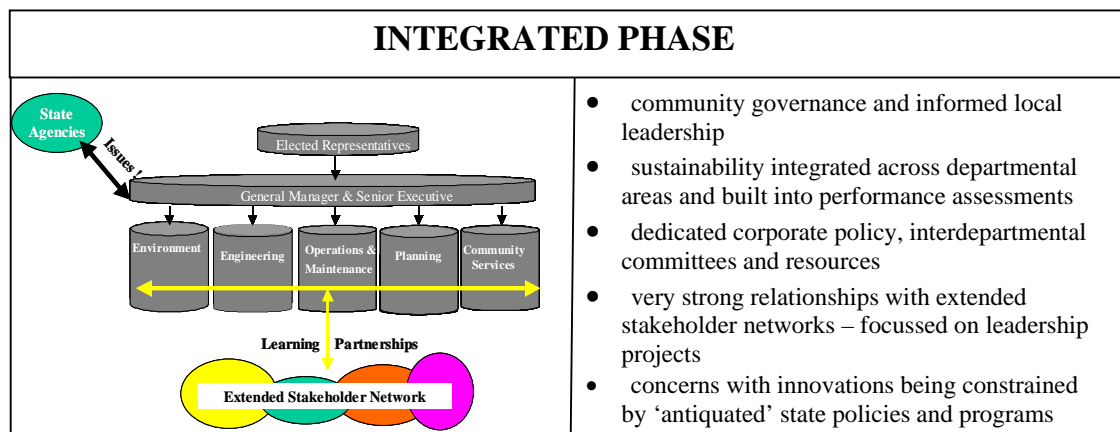 INTEGRATED PHASE
State
Agencies
Issues !
Elected Representatives
General Manager & Senior Executive
Environment
Engineering
Operations &
Maintenance
Planning
Community
Services
Learning Partnerships
Extended Stakeholder Network
• community governance and informed local
leadership
• sustainability integrated across departmental
areas and built into performance assessments
• dedicated corporate policy, interdepartmental
committees and resources
• very strong relationships with extended
stakeholder networks – focussed on leadership
projects
• concerns with innovations being constrained
by ‘antiquated’ state policies and programs